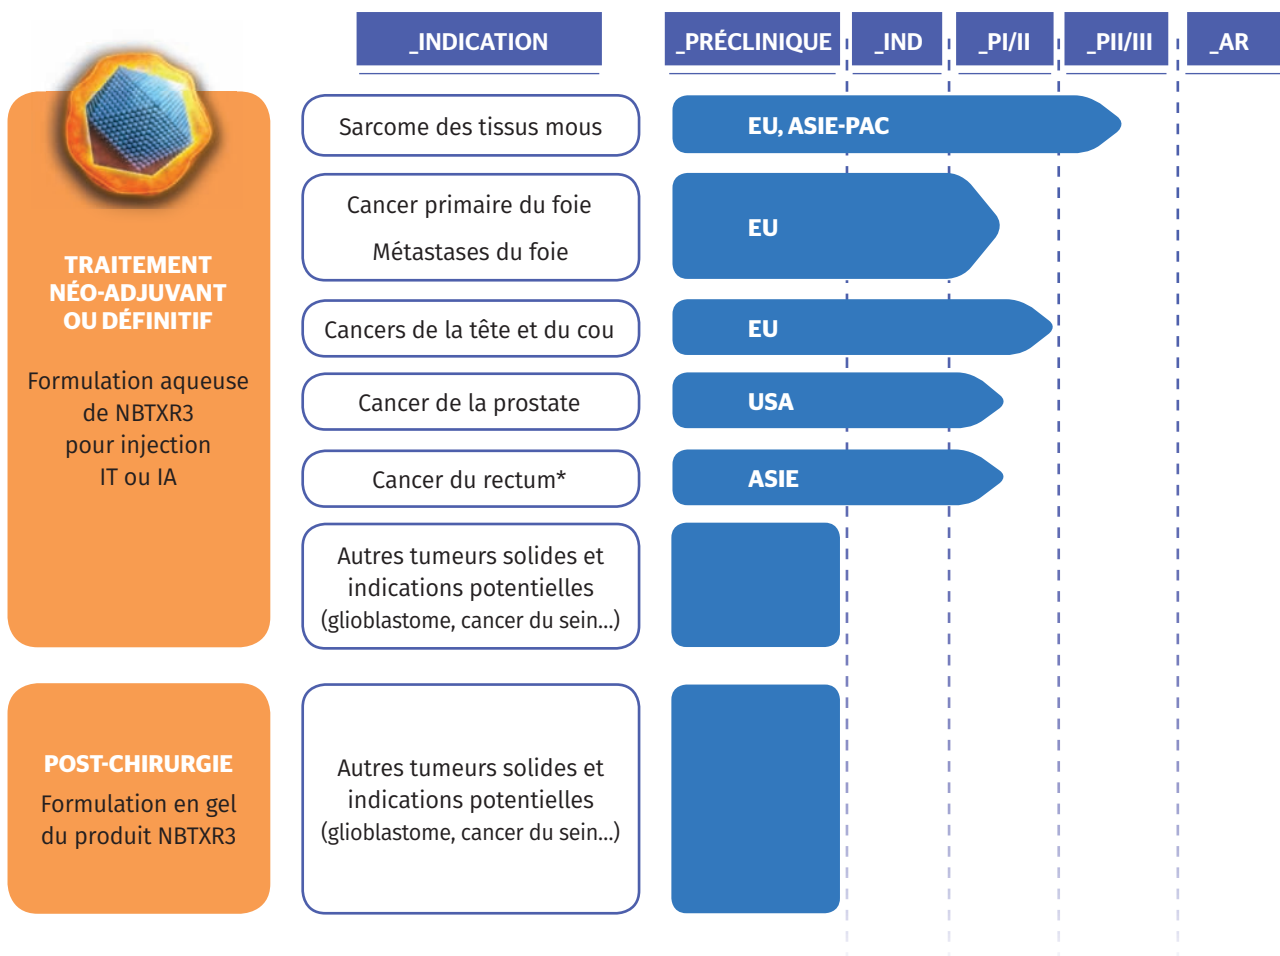 _INDICATION
_PRÉCLINIQUE
_IND
_PI/II
_PII/III
_AR
TRAITEMENT
NÉO-ADJUVANT
OU DÉFINITIF
Formulation aqueuse
de NBTXR3
pour injection
IT ou IA
Sarcome des tissus mous
EU, ASIE-PAC
Cancer primaire du foie
Métastases du foie
EU
Cancers de la tête et du cou
EU
Cancer de la prostate
USA
Cancer du rectum*
ASIE
Autres tumeurs solides et
indications potentielles
(glioblastome, cancer du sein...)
POST-CHIRURGIE
Formulation en gel
du produit NBTXR3
Autres tumeurs solides et
indications potentielles
(glioblastome, cancer du sein...)